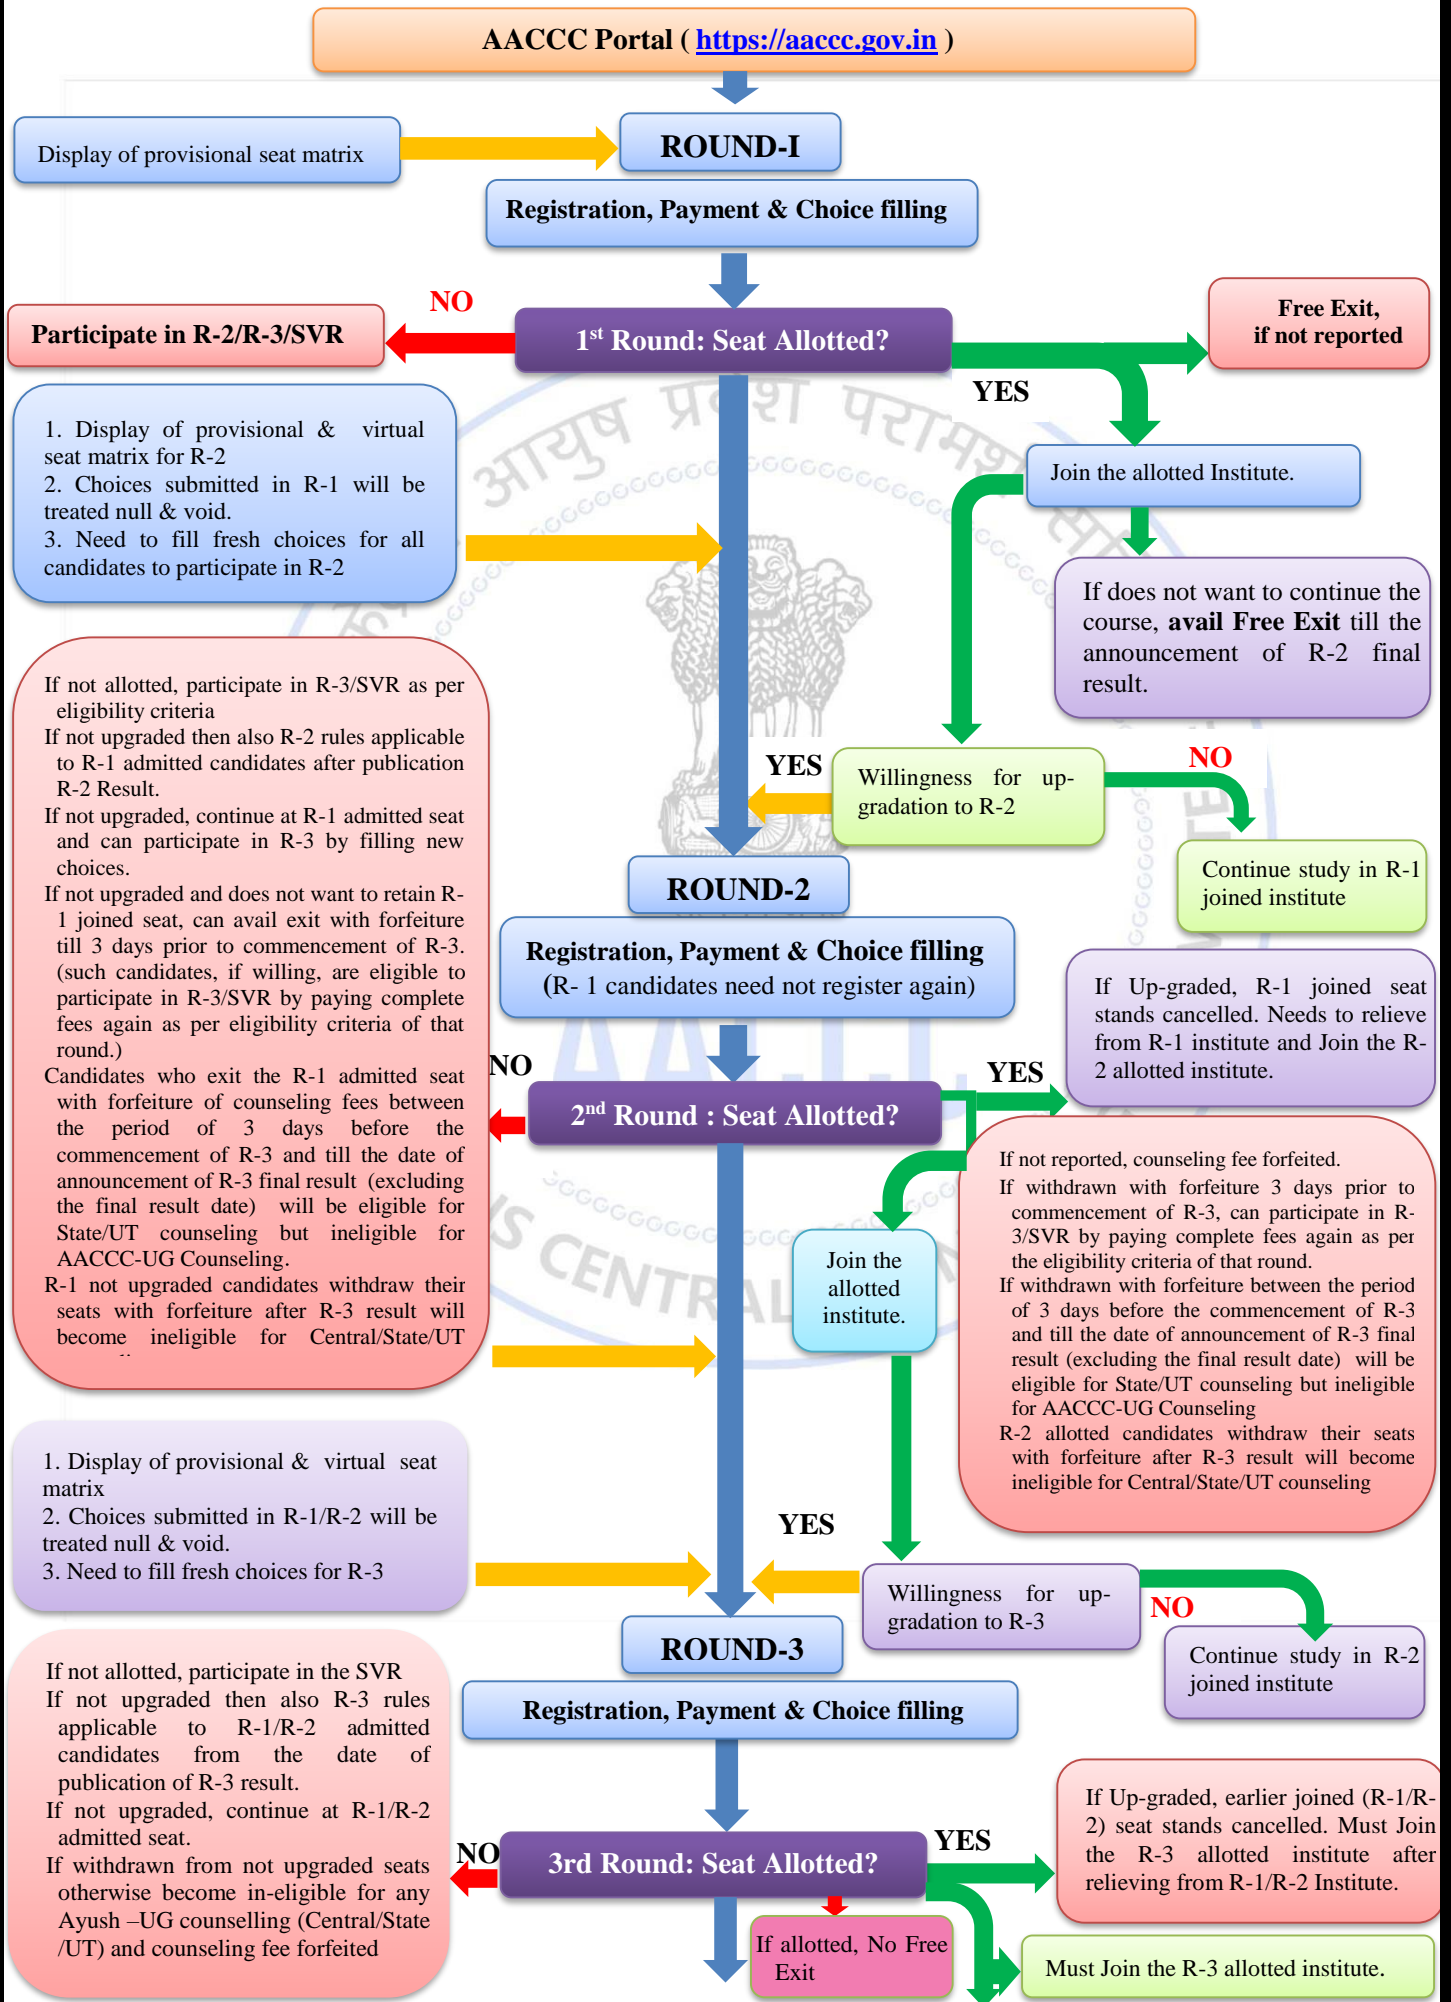 AACCC Portal ( https://aaccc.gov.in )
Display of provisional seat matrix
ROUND-I
Registration, Payment & Choice filling
NO
Participate in R-2/R-3/SVR
1st Round: Seat Allotted?
YES
Free Exit,
if not reported
1. Display of provisional & virtual
seat matrix for R-2
2. Choices submitted in R-1 will be
treated null & void.
3. Need to fill fresh choices for all
candidates to participate in R-2
Join the allotted Institute.
If does not want to continue the
course, avail Free Exit till the
announcement of R-2 final
result.
YES
Willingness for up-
gradation to R-2
NO
Continue study in R-1
joined institute
If not allotted, participate in R-3/SVR as per
eligibility criteria
If not upgraded then also R-2 rules applicable
to R-1 admitted candidates after publication
R-2 Result.
If not upgraded, continue at R-1 admitted seat
and can participate in R-3 by filling new
choices.
If not upgraded and does not want to retain R-
1 joined seat, can avail exit with forfeiture
till 3 days prior to commencement of R-3.
(such candidates, if willing, are eligible to
participate in R-3/SVR by paying complete
fees again as per eligibility criteria of that
round.)
Candidates who exit the R-1 admitted seat
with forfeiture of counseling fees between
the period of 3 days before the
commencement of R-3 and till the date of
announcement of R-3 final result (excluding
the final result date) will be eligible for
State/UT counseling but ineligible for
AACCC-UG Counseling.
R-1 not upgraded candidates withdraw their
seats with forfeiture after R-3 result will
become ineligible for Central/State/UT
ROUND-2
Registration, Payment & Choice filling
(R- 1 candidates need not register again)
NO
2nd Round : Seat Allotted?
YES
If Up-graded, R-1 joined seat
stands cancelled. Needs to relieve
from R-1 institute and Join the R-
2 allotted institute.
Join the
allotted
institute.
If not reported, counseling fee forfeited.
If withdrawn with forfeiture 3 days prior to
commencement of R-3, can participate in R-
3/SVR by paying complete fees again as per
the eligibility criteria of that round.
If withdrawn with forfeiture between the period
of 3 days before the commencement of R-3
and till the date of announcement of R-3 final
result (excluding the final result date) will be
eligible for State/UT counseling but ineligible
for AACCC-UG Counseling
R-2 allotted candidates withdraw their seats
with forfeiture after R-3 result will become
ineligible for Central/State/UT counseling
1. Display of provisional & virtual seat
matrix
2. Choices submitted in R-1/R-2 will be
treated null & void.
3. Need to fill fresh choices for R-3
YES
Willingness for up-
gradation to R-3
NO
Continue study in R-2
joined institute
ROUND-3
Registration, Payment & Choice filling
If not allotted, participate in the SVR
If not upgraded then also R-3 rules
applicable to R-1/R-2 admitted
candidates from the date of
publication of R-3 result.
If not upgraded, continue at R-1/R-2
admitted seat.
If withdrawn from not upgraded seats
otherwise become in-eligible for any
Ayush –UG counselling (Central/State
/UT) and counseling fee forfeited
NO
3rd Round: Seat Allotted?
YES
If Up-graded, earlier joined (R-1/R-
2) seat stands cancelled. Must Join
the R-3 allotted institute after
relieving from R-1/R-2 Institute.
If allotted, No Free
Exit
Must Join the R-3 allotted institute.